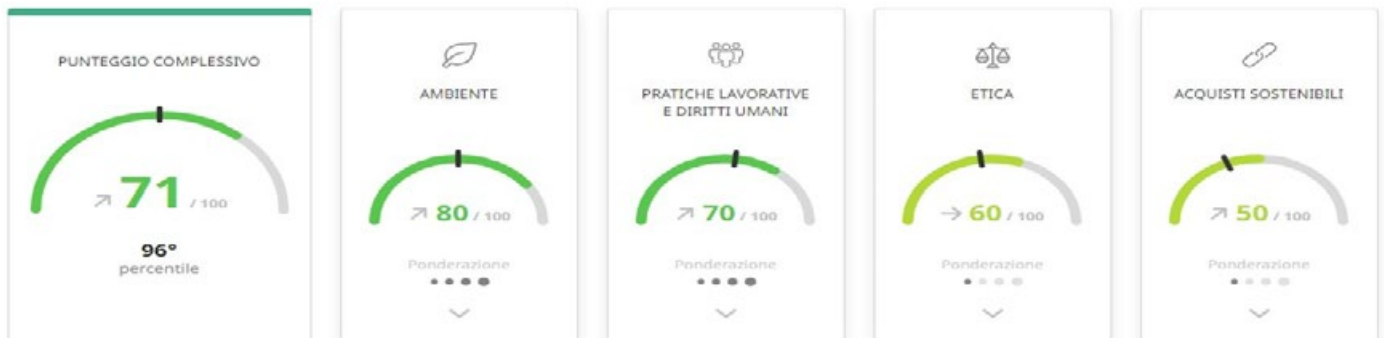 PUNTEGGIO COMPLESSIVO
71 / 100
96°
percentile
AMBIENTE
80 / 100
Ponderazione
PRATICHE LAVORATIVE
E DIRITTI UMANI
70 / 100
Ponderazione
ETICA
60 / 100
Ponderazione
ACQUISTI SOSTENIBILI
50 / 100
Ponderazione